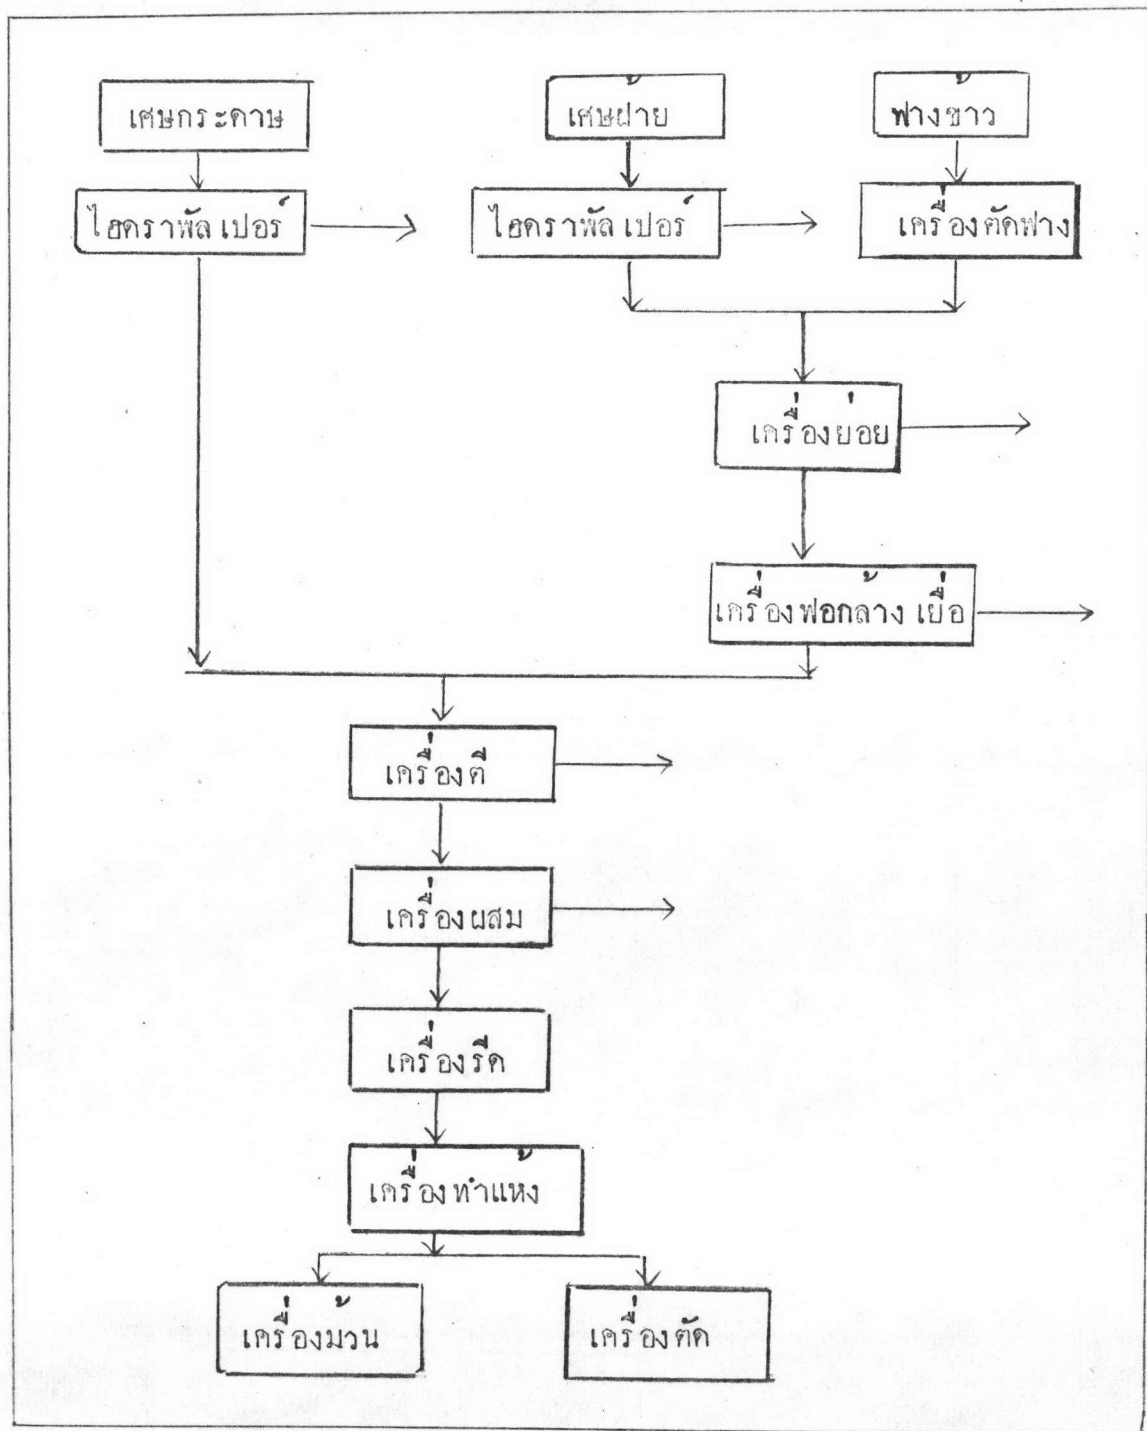 เศษกระดาษ
เศษฝ้าย
ฟางข้าว
ไฮดราพัลเปอร์
ไฮดราพัลเปอร์
เครื่องตัดฟาง
เครื่องย่อย
เครื่องฟอกล้างเยื่อ
เครื่องตี
เครื่องผสม
เครื่องรีด
เครื่องทำแห้ง
เครื่องม้วน
เครื่องตัด